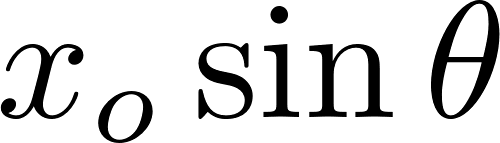 x_o sin θ